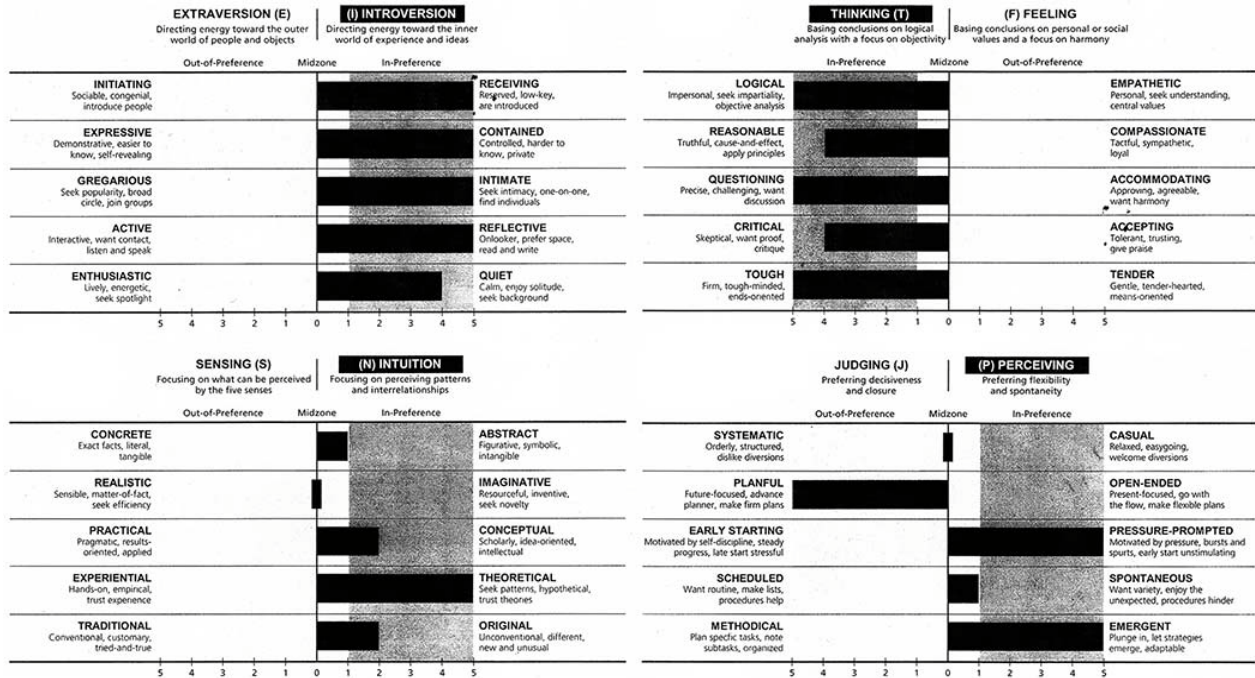 EXTRAVERSION (E)
Directing energy toward the outer
world of people and objects
(I) INTROVERSION
Directing energy toward the inner
world of experience and ideas
Out-of-Preference Midzone In-Preference
INITIATING
Sociable, congenial,
introduce people
RECEIVING
Reserved, low-key,
are introduced
EXPRESSIVE
Demonstrative, easier to
know, self-revealing
CONTAINED
Controlled, harder to
know, private
GREGARIOUS
Seek popularity, broad
circle, join groups
INTIMATE
Seek intimacy, one-on-one,
find individuals
ACTIVE
Interactive, want contact,
listen and speak
REFLECTIVE
Onlooker, prefer space,
read and write
ENTHUSIASTIC
Lively, energetic,
seek spotlight
QUIET
Calm, enjoy solitude,
seek background
5 4 3 2 1 0 1 2 3 4 5
THINKING (T)
Basing conclusions on logical
analysis with a focus on objectivity
(F) FEELING
Basing conclusions on personal or social
values and a focus on harmony
In-Preference Midzone Out-of-Preference
LOGICAL
Impersonal, seek impartiality,
objective analysis
EMPATHETIC
Personal, seek understanding,
central values
REASONABLE
Truthful, cause-and-effect,
apply principles
COMPASSIONATE
Tactful, sympathetic,
loyal
QUESTIONING
Precise, challenging, want
discussion
ACCOMMODATING
Approving, agreeable,
want harmony
CRITICAL
Skeptical, want proof,
critique
ACCEPTING
Tolerant, trusting,
give praise
TOUGH
Firm, tough-minded,
ends-oriented
TENDER
Gentle, tender-hearted,
means-oriented
5 4 3 2 1 0 1 2 3 4 5
SENSING (S)
Focusing on what can be perceived
by the five senses
(N) INTUITION
Focusing on perceiving patterns
and interrelationships
Out-of-Preference Midzone In-Preference
CONCRETE
Exact facts, literal,
tangible
ABSTRACT
Figurative, symbolic,
intangible
REALISTIC
Sensible, matter-of-fact,
seek efficiency
IMAGINATIVE
Resourceful, inventive,
seek novelty
PRACTICAL
Pragmatic, results-
oriented, applied
CONCEPTUAL
Scholarly, idea-oriented,
intellectual
EXPERIENTIAL
Hands-on, empirical,
trust experience
THEORETICAL
Seek patterns, hypothetical,
trust theories
TRADITIONAL
Conventional, customary,
tried-and-true
ORIGINAL
Unconventional, different,
new and unusual
5 4 3 2 1 0 1 2 3 4 5
JUDGING (J)
Preferring decisiveness
and closure
(P) PERCEIVING
Preferring flexibility
and spontaneity
Out-of-Preference Midzone In-Preference
SYSTEMATIC
Orderly, structured,
dislike diversions
CASUAL
Relaxed, easygoing,
welcome diversions
PLANFUL
Future-focused, advance
planner, make firm plans
OPEN-ENDED
Present-focused, go with
the flow, make flexible plans
EARLY STARTING
Motivated by self-discipline, steady
progress, late start stressful
PRESSURE-PROMPTED
Motivated by pressure, bursts and
spurts, early start unstimulating
SCHEDULED
Want routine, make lists,
procedures help
SPONTANEOUS
Want variety, enjoy the
unexpected, procedures hinder
METHODICAL
Plan specific tasks, note
subtasks, organized
EMERGENT
Plunge in, let strategies
emerge, adaptable
5 4 3 2 1 0 1 2 3 4 5